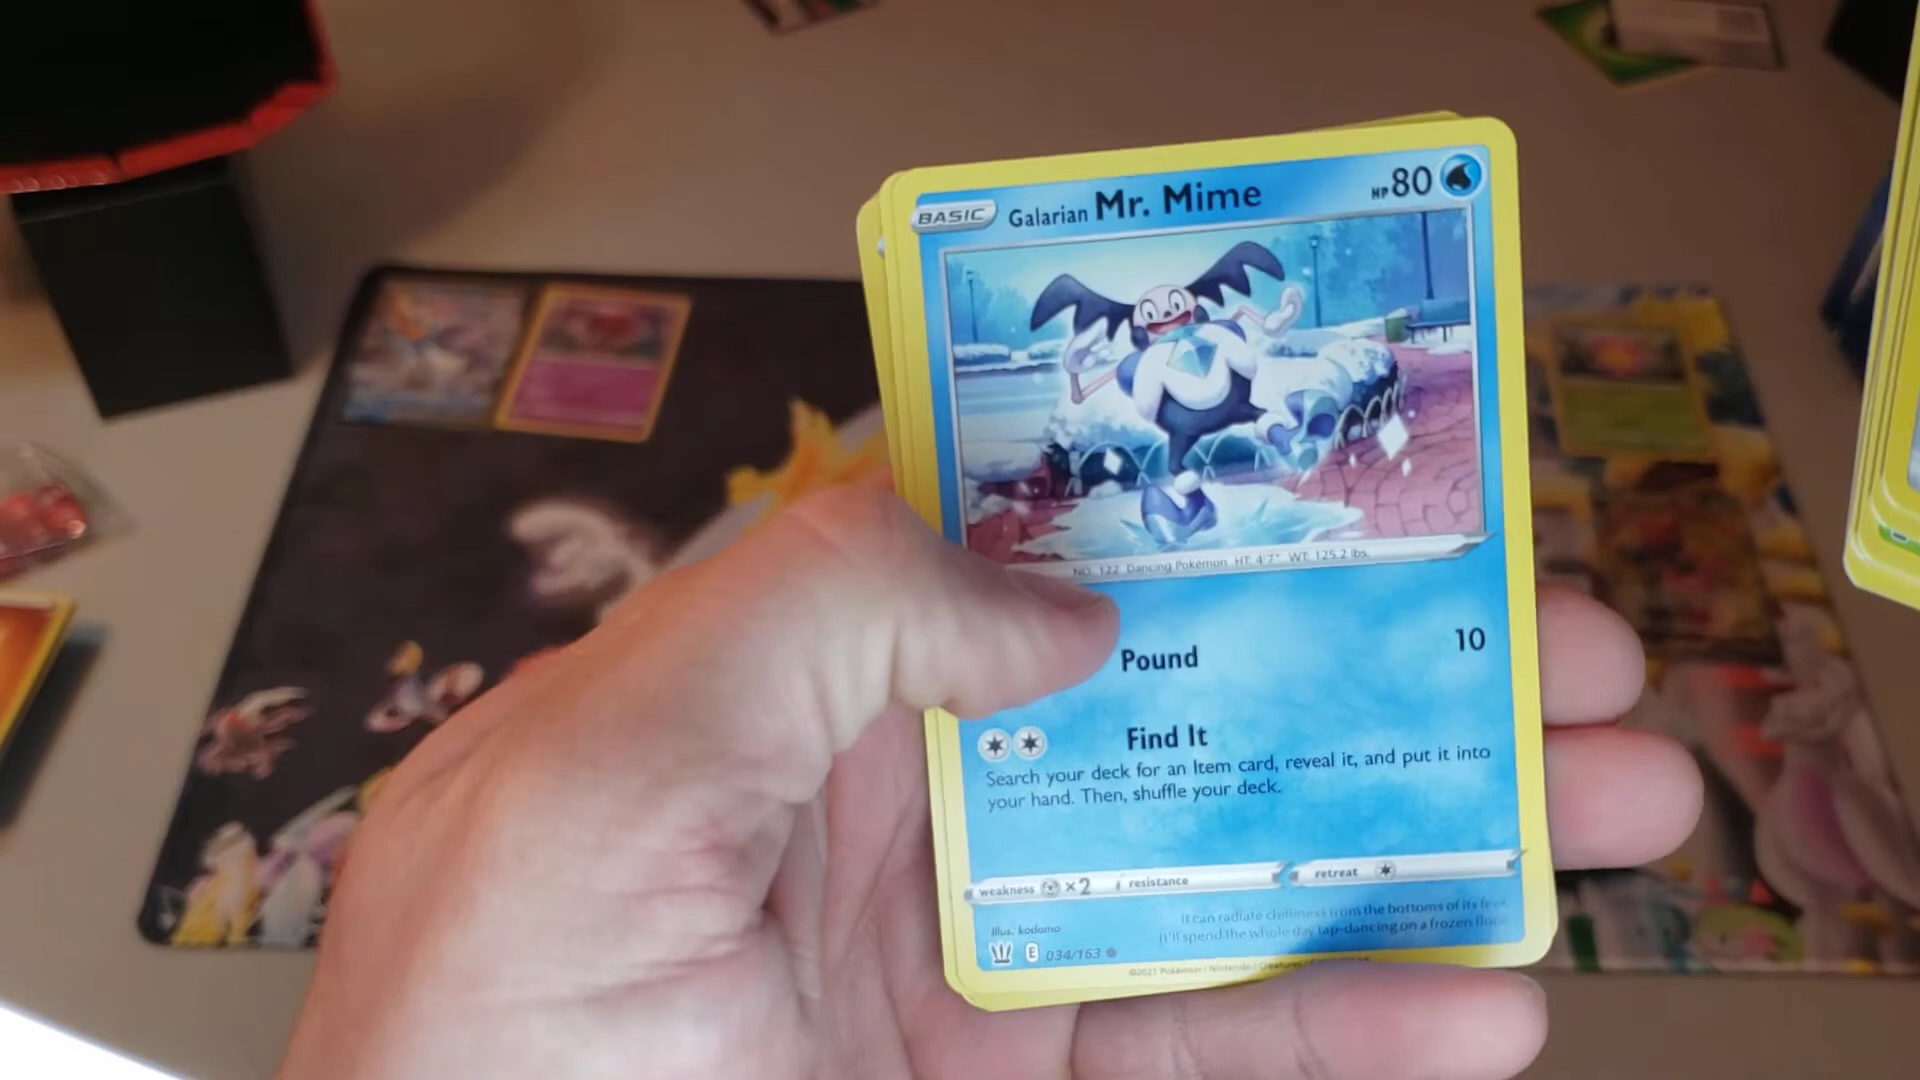 BASIC Galarian Mr. Mime HP 80
NO. 122 Dancing Pokémon HT: 4'7" WT: 125.2 lbs.
Pound 10
Find It
Search your deck for an Item card, reveal it, and put it into
your hand. Then, shuffle your deck.
weakness ×2 resistance retreat
Illus. kodama
It can radiate chilliness from the bottoms of its feet.
It'll spend the whole day tap-dancing on a frozen floor.
E 034/163
©2021 Pokémon / Nintendo / Creatures /